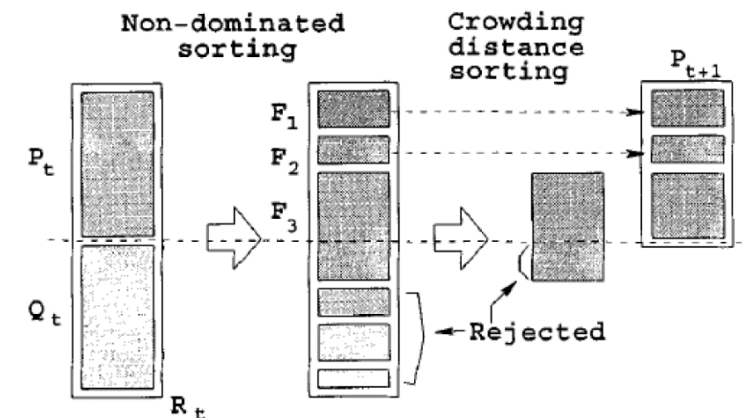 Non-dominated
sorting
Crowding
distance
sorting
P_{t+1}
F_1
P_t
F_2
F_3
Q_t
Rejected
R_t